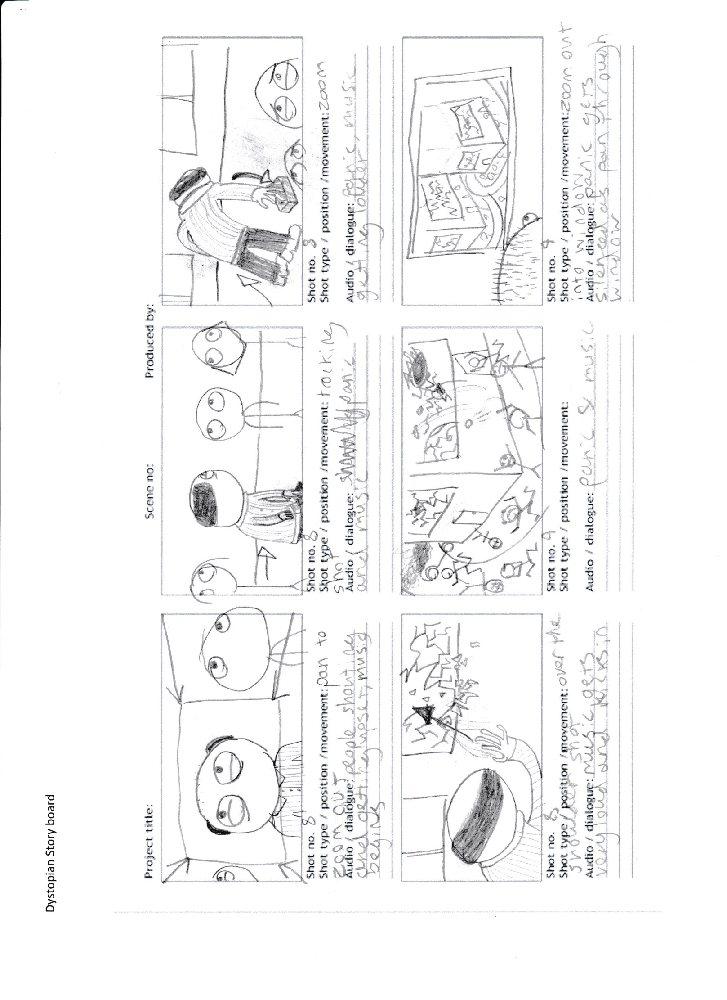 Dystopian Story board
Project title: Scene no: Produced by:
Shot no. 8
Shot type / position /movement: pan to
zoom out
Audio / dialogue: people shouting
and getting upset, music
begins
Shot no. 8
Shot type / position /movement: tracking
shot
Audio / dialogue: panic
and music
Shot no. 8
Shot type / position /movement: zoom
Audio / dialogue: panic, music
getting louder
Shot no. 8
Shot type / position /movement: over the
shoulder shot
Audio / dialogue: music gets
very loud and kicks in
Shot no. 9
Shot type / position /movement:
Audio / dialogue: panic & music
Shot no. 9
Shot type / position /movement: zoom out
into window
Audio / dialogue: panic gets
silenced as pan through
window